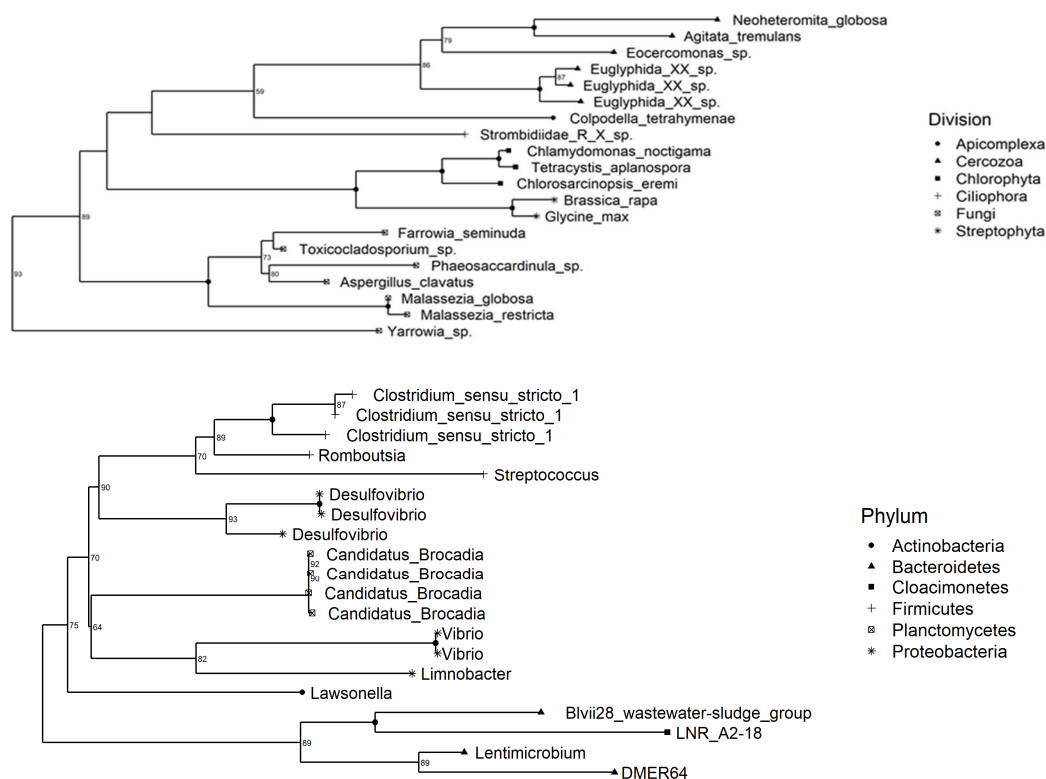 Neoheteromita_globosa
79
Agitata_tremulans
Eocercomonas_sp.
86
Euglyphida_XX_sp.
87
Euglyphida_XX_sp.
59
Euglyphida_XX_sp.
Colpodella_tetrahymenae
Strombidiidae_R_X_sp.
Chlamydomonas_noctigama
Tetracystis_aplanospora
Chlorosarcinopsis_eremi
Brassica_rapa
89
Glycine_max
Farrowia_seminuda
Toxicocladosporium_sp.
73
Phaeosaccardinula_sp.
93
80
Aspergillus_clavatus
Malassezia_globosa
Malassezia_restricta
Yarrowia_sp.
Division
Apicomplexa
Cercozoa
Chlorophyta
Ciliophora
Fungi
Streptophyta
Clostridium_sensu_stricto_1
87
Clostridium_sensu_stricto_1
89
Clostridium_sensu_stricto_1
70
Romboutsia
Streptococcus
90
Desulfovibrio
Desulfovibrio
93
Desulfovibrio
70
Candidatus_Brocadia
92
Candidatus_Brocadia
90
Candidatus_Brocadia
Candidatus_Brocadia
75
64
Vibrio
Vibrio
82
Limnobacter
Lawsonella
Blvii28_wastewater-sludge_group
LNR_A2-18
89
Lentimicrobium
89
DMER64
Phylum
Actinobacteria
Bacteroidetes
Cloacimonetes
Firmicutes
Planctomycetes
Proteobacteria